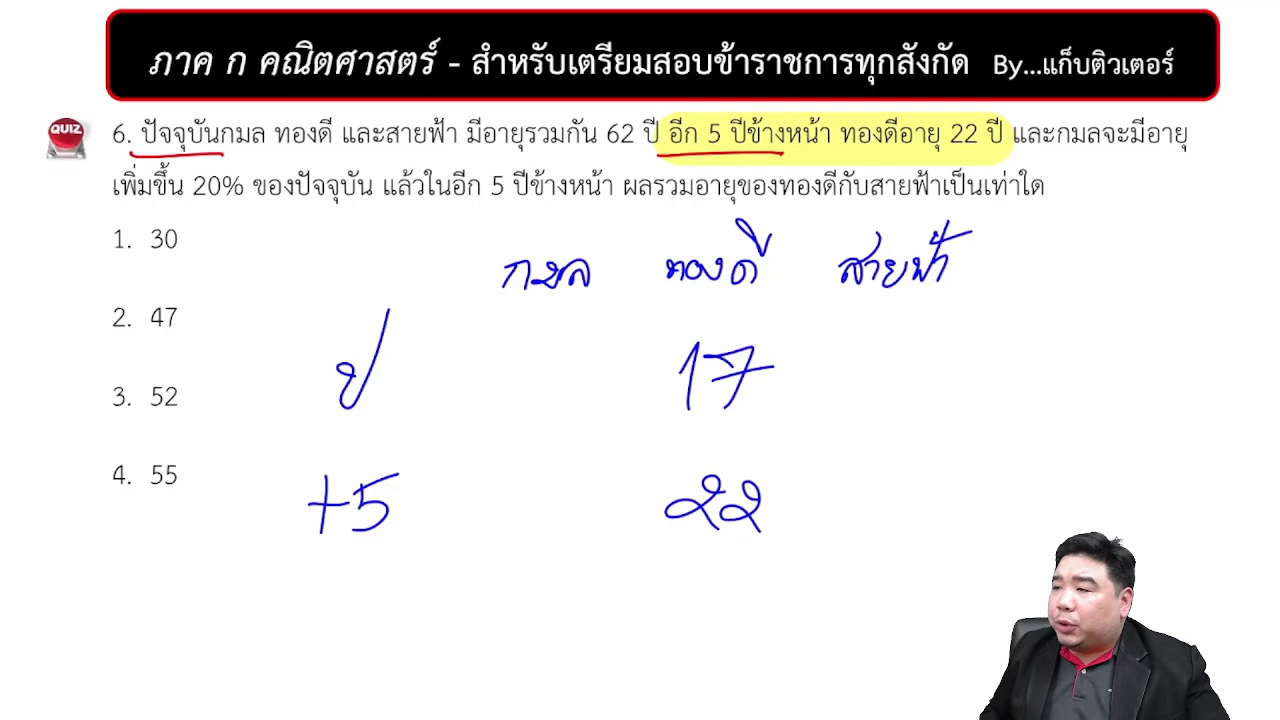 ภาค ก คณิตศาสตร์ - สำหรับเตรียมสอบข้าราชการทุกสังกัด By...แก็บติวเตอร์
QUIZ
6. ปัจจุบันกมล ทองดี และสายฟ้า มีอายุรวมกัน 62 ปี อีก 5 ปีข้างหน้า ทองดีอายุ 22 ปี และกมลจะมีอายุ
เพิ่มขึ้น 20% ของปัจจุบัน แล้วในอีก 5 ปีข้างหน้า ผลรวมอายุของทองดีกับสายฟ้าเป็นเท่าใด
1. 30
กมล ทองดี สายฟ้า
2. 47
ป 17
3. 52
4. 55
+5 22